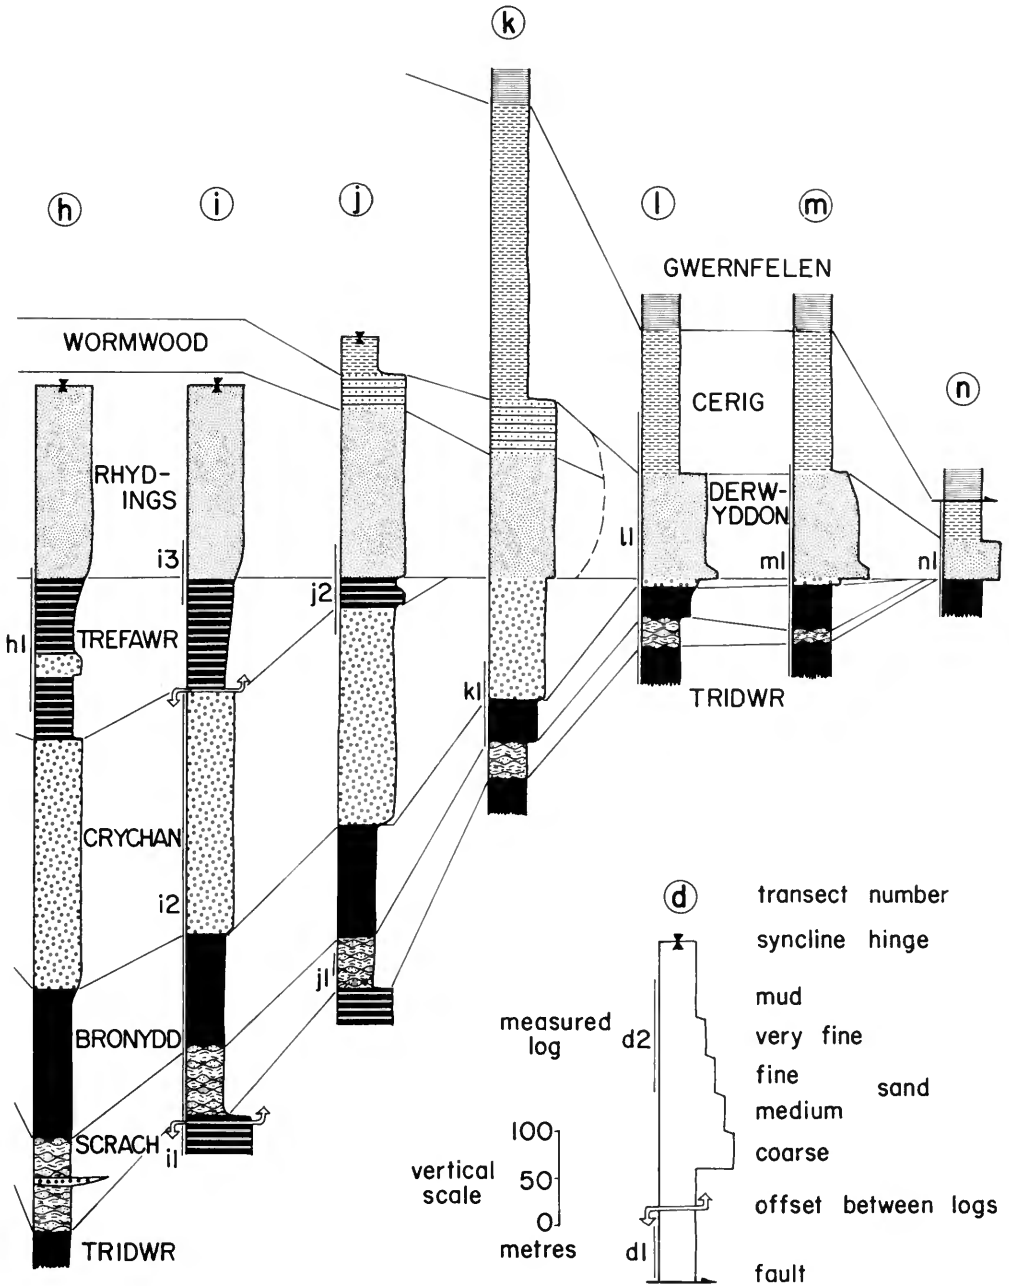 k
h
i
j
l
m
GWERNFELEN
WORMWOOD
n
CERIG
RHYD-
INGS
DERW-
YDDON
l1
i3
m1
n1
j2
h1
TREFAWR
k1
TRIDWR
CRYCHAN
i2
d
transect number
syncline hinge
j1
mud
measured
log
d2
very fine
BRONYDD
fine
sand
medium
100
SCRACH
i1
coarse
vertical
scale
50
offset between logs
0
metres
d1
TRIDWR
fault